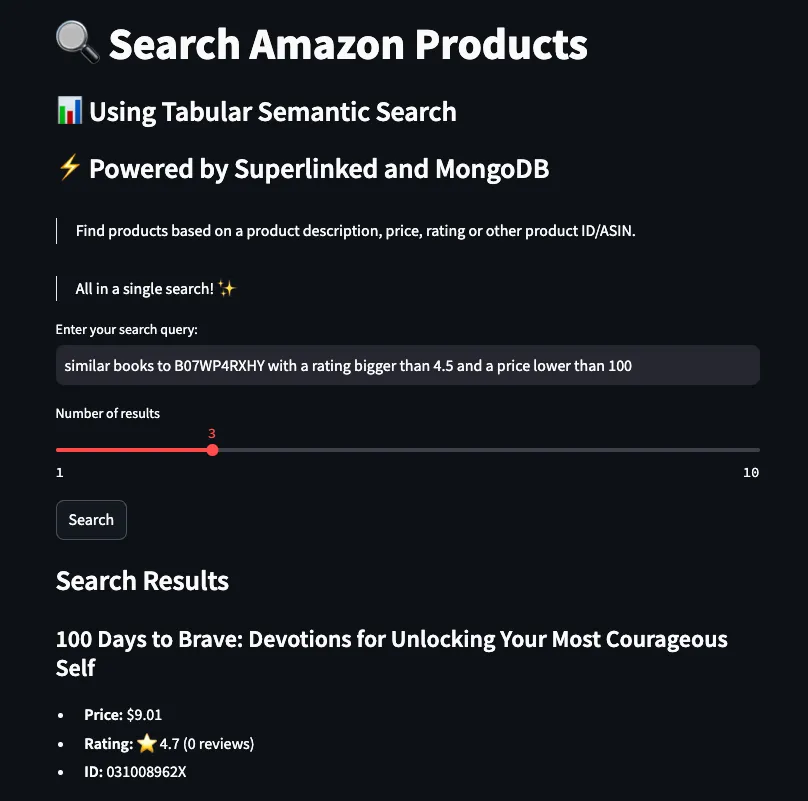 🔍 Search Amazon Products
📊 Using Tabular Semantic Search
⚡ Powered by Superlinked and MongoDB
Find products based on a product description, price, rating or other product ID/ASIN.
All in a single search! ✨
Enter your search query:
similar books to B07WP4RXHY with a rating bigger than 4.5 and a price lower than 100
Number of results
3
1 10
Search
Search Results
100 Days to Brave: Devotions for Unlocking Your Most Courageous
Self
• Price: $9.01
• Rating: ⭐ 4.7 (0 reviews)
• ID: 031008962X